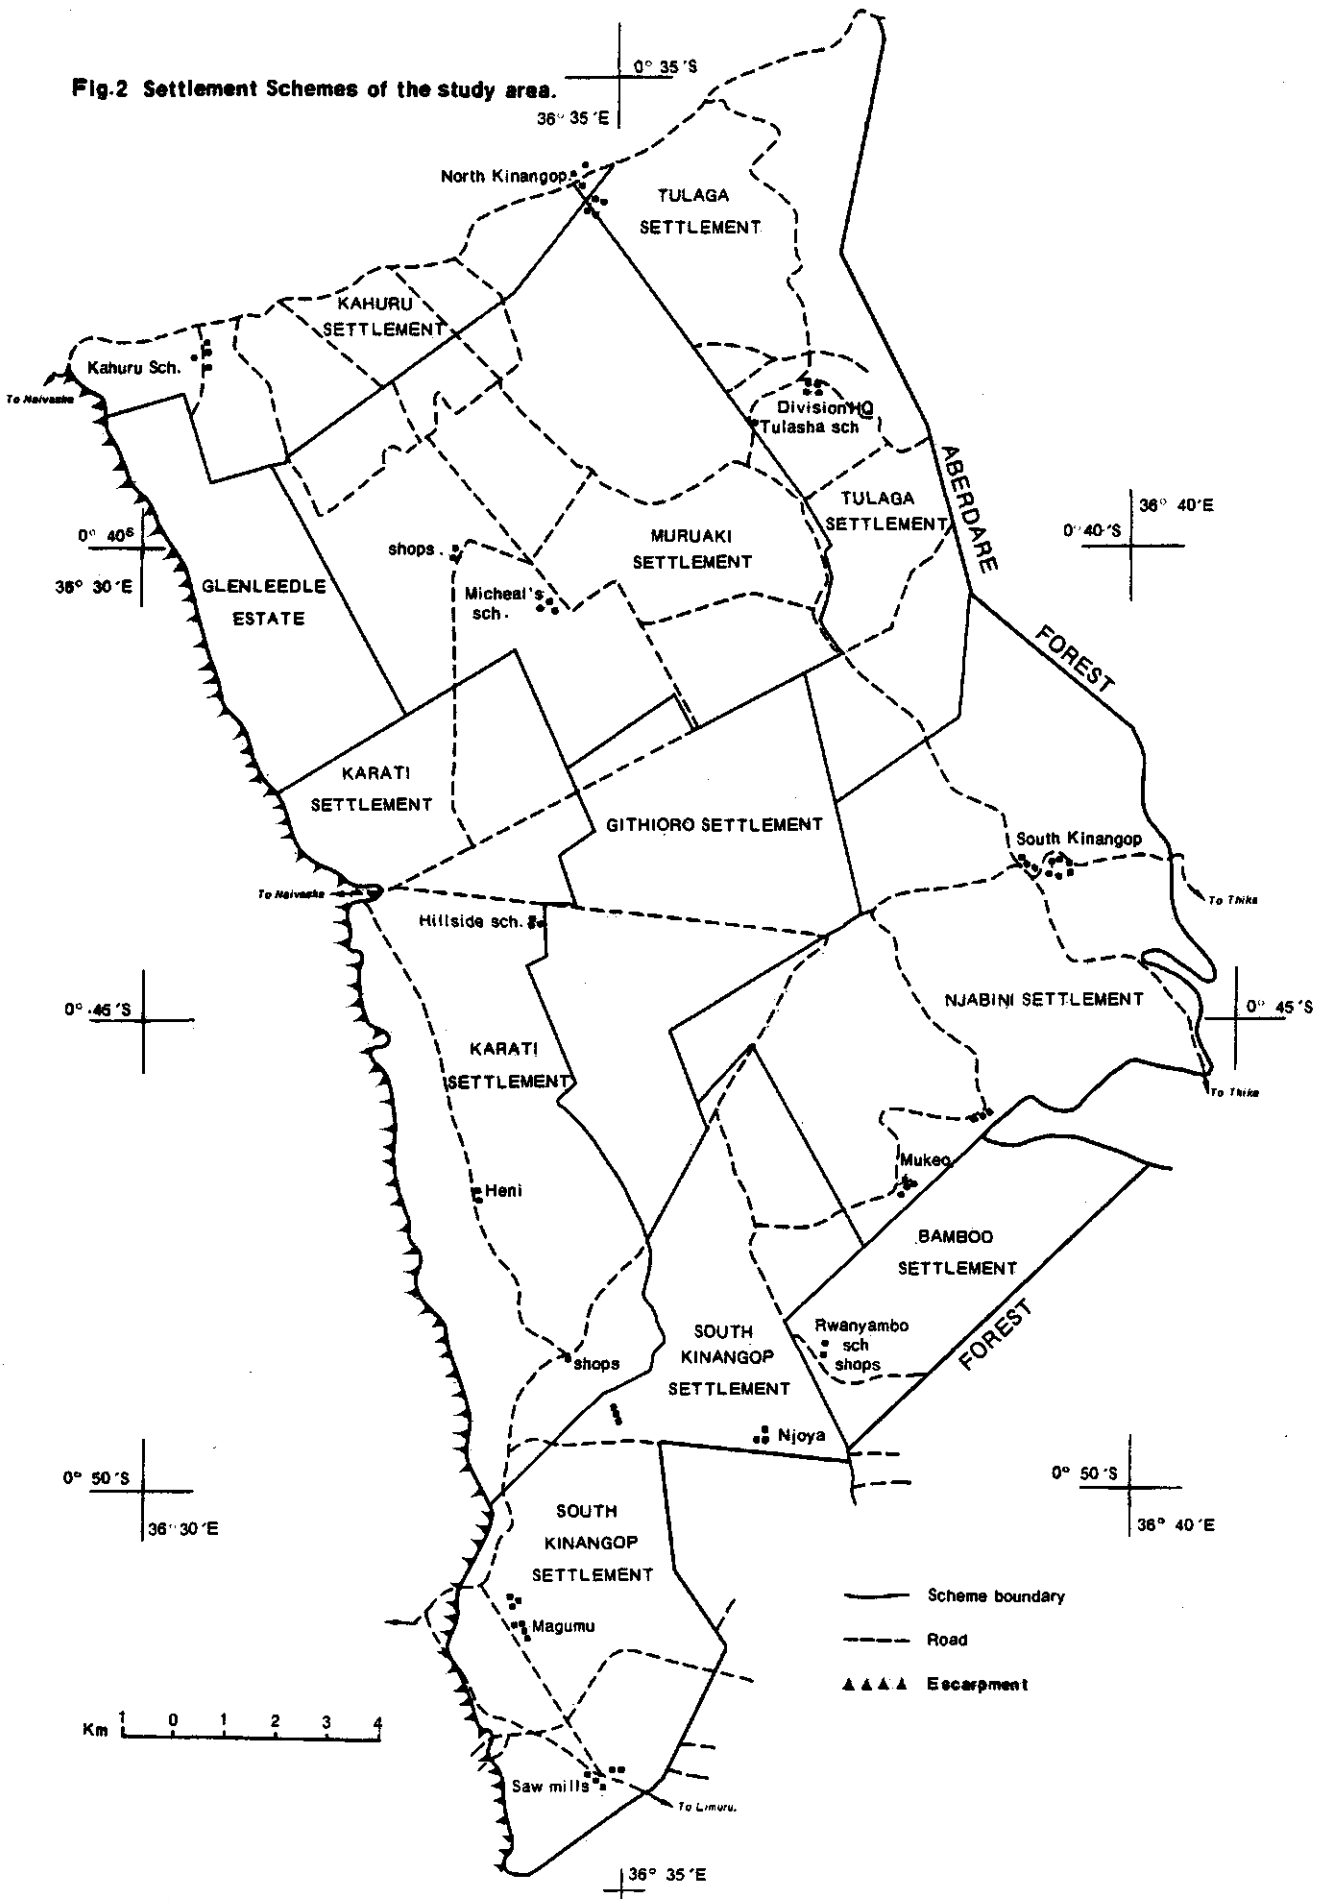 Fig.2 Settlement Schemes of the study area.
0° 35'S
36° 35'E
North Kinangop
TULAGA
SETTLEMENT
KAHURU
SETTLEMENT
Kahuru Sch.
To Naivasha
Division HQ
Tulasha sch
ABERDARE
TULAGA
SETTLEMENT
36° 40'E
0° 40'S
0° 40S
36° 30'E
shops
MURUAKI
SETTLEMENT
GLENLEEDLE
ESTATE
Micheal's
sch.
FOREST
KARATI
SETTLEMENT
GITHIORO SETTLEMENT
South Kinangop
To Naivasha
To Thika
Hillside sch.
NJABINI SETTLEMENT
0° 45'S
0° 45'S
KARATI
SETTLEMENT
To Thika
Mukeo
Heni
BAMBOO
SETTLEMENT
Rwanyambo
sch
shops
FOREST
SOUTH
KINANGOP
SETTLEMENT
shops
Njoya
0° 50'S
36° 30'E
0° 50'S
36° 40'E
SOUTH
KINANGOP
SETTLEMENT
Magumu
Scheme boundary
Road
Escarpment
Km 1 0 1 2 3 4
Saw mills
To Limuru.
36° 35'E